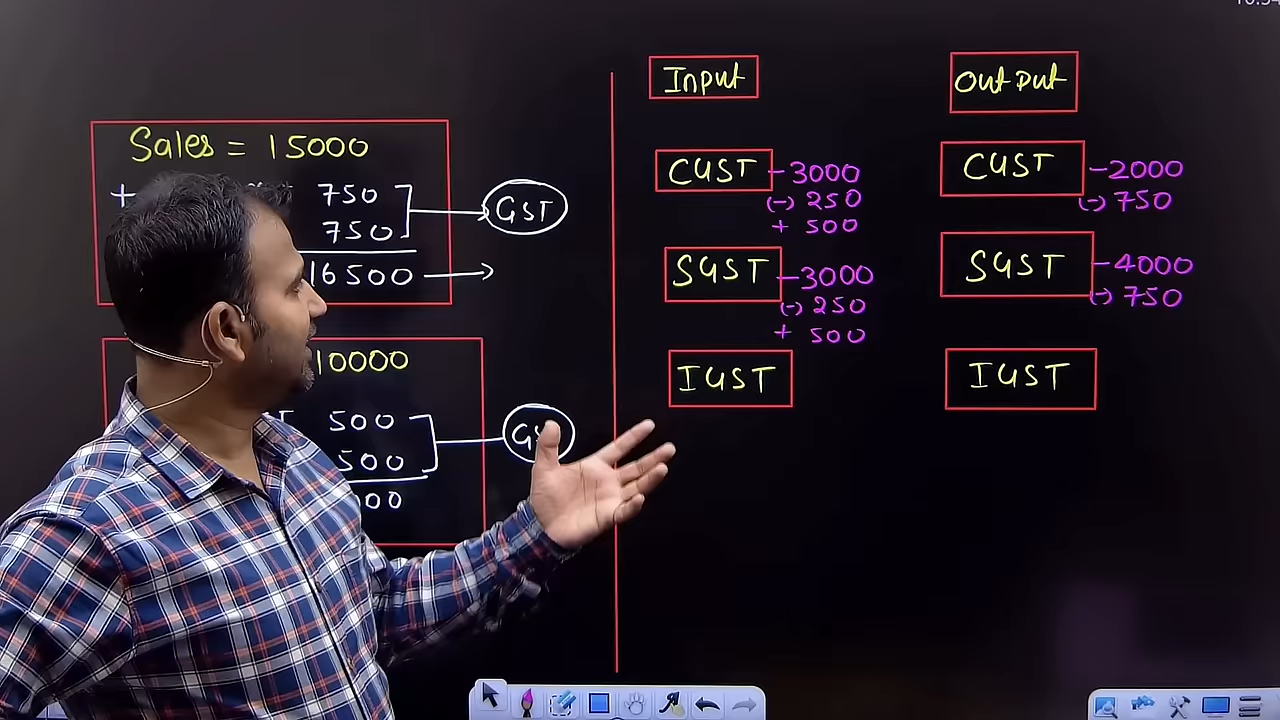 Sales = 15000
+ 750
750
GST
16500
10000
500
500
00
Input
CGST - 3000
(-) 250
+ 500
SGST - 3000
(-) 250
+ 500
IGST
Output
CGST - 2000
(-) 750
SGST - 4000
(-) 750
IGST